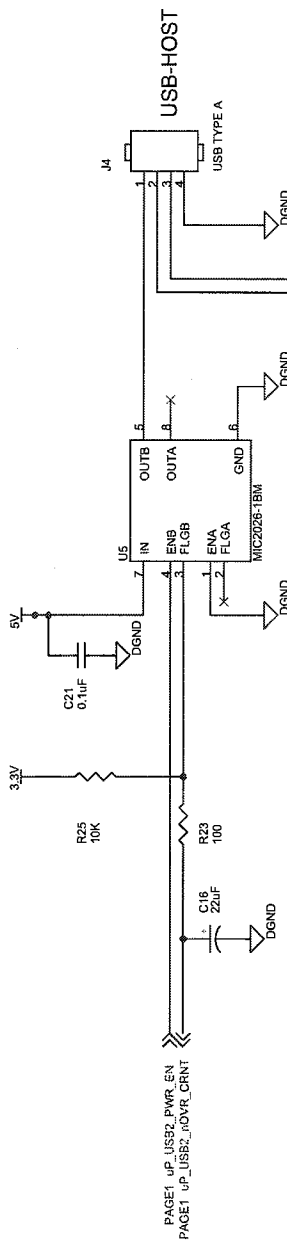 USB-HOST
J4
USB TYPE A
1
2
3
4
DGND
5
8
6
OUTB
OUTA
GND
DGND
U5
MIC2026-1BM
IN
ENB
FLGB
ENA
FLGA
7
4
3
1
2
DGND
5V
C21
0.1uF
DGND
3.3V
R25
10K
R23
100
C16
22uF
+
DGND
PAGE1 uP_USB2_PWR_EN
PAGE1 uP_USB2_nOVR_CRNT